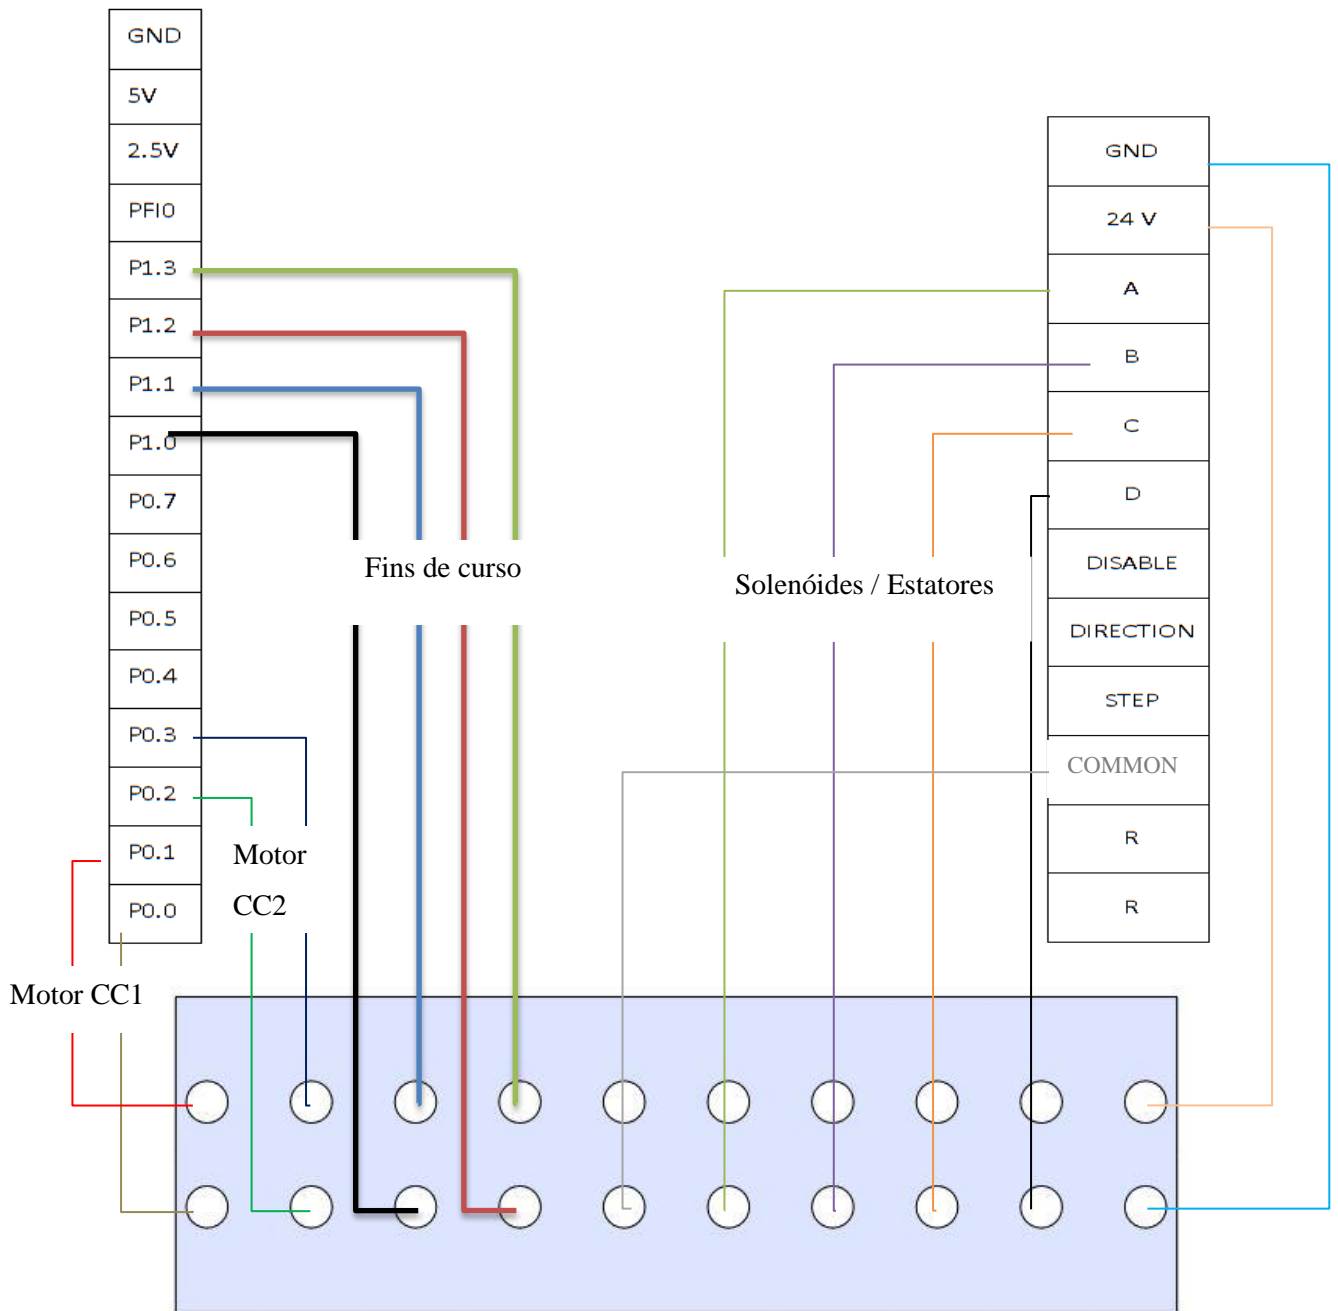 GND
5V
2.5V
PFI0
P1.3
P1.2
P1.1
P1.0
P0.7
P0.6
P0.5
P0.4
P0.3
P0.2
P0.1
P0.0
Fins de curso
Motor
CC2
Motor CC1
Solenóides / Estatores
GND
24 V
A
B
C
D
DISABLE
DIRECTION
STEP
COMMON
R
R